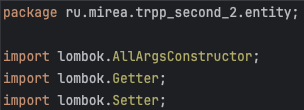 package ru.mirea.trpp_second_2.entity;
import lombok.AllArgsConstructor;
import lombok.Getter;
import lombok.Setter;